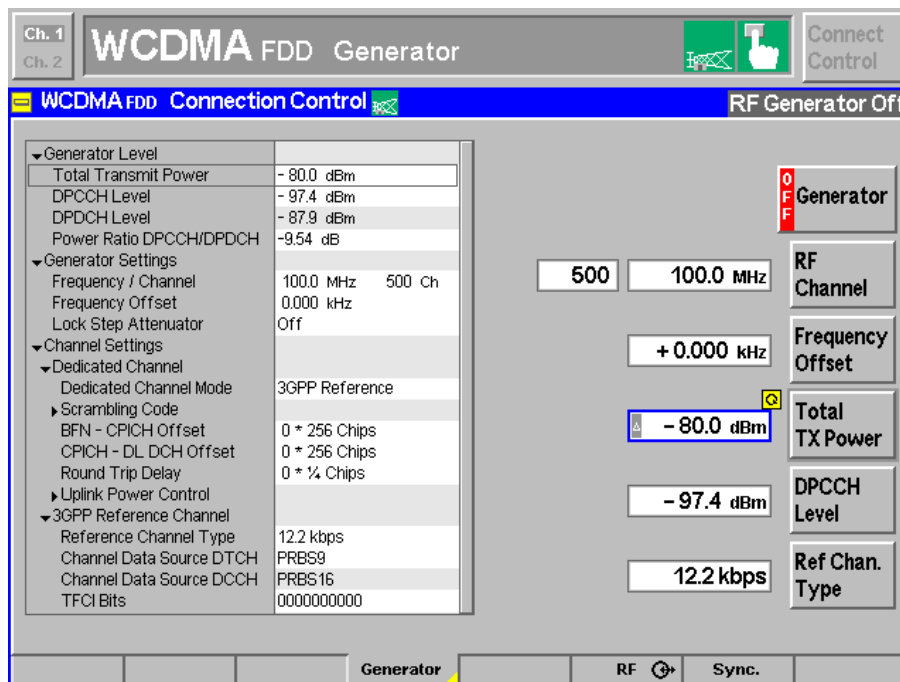 Ch. 1
Ch. 2
WCDMA FDD Generator
Connect
Control
WCDMA FDD Connection Control
RF Generator Off
Generator Level
Total Transmit Power - 80.0 dBm
DPCCH Level - 97.4 dBm
DPDCH Level - 87.9 dBm
Power Ratio DPCCH/DPDCH -9.54 dB
Generator Settings
Frequency / Channel 100.0 MHz 500 Ch
Frequency Offset 0.000 kHz
Lock Step Attenuator Off
Channel Settings
Dedicated Channel
Dedicated Channel Mode 3GPP Reference
Scrambling Code
BFN - CPICH Offset 0 * 256 Chips
CPICH - DL DCH Offset 0 * 256 Chips
Round Trip Delay 0 * ¼ Chips
Uplink Power Control
3GPP Reference Channel
Reference Channel Type 12.2 kbps
Channel Data Source DTCH PRBS9
Channel Data Source DCCH PRBS16
TFCI Bits 0000000000
OFF Generator
500 100.0 MHz
RF
Channel
+ 0.000 kHz
Frequency
Offset
Δ - 80.0 dBm
Total
TX Power
- 97.4 dBm
DPCCH
Level
12.2 kbps
Ref Chan.
Type
Generator
RF
Sync.